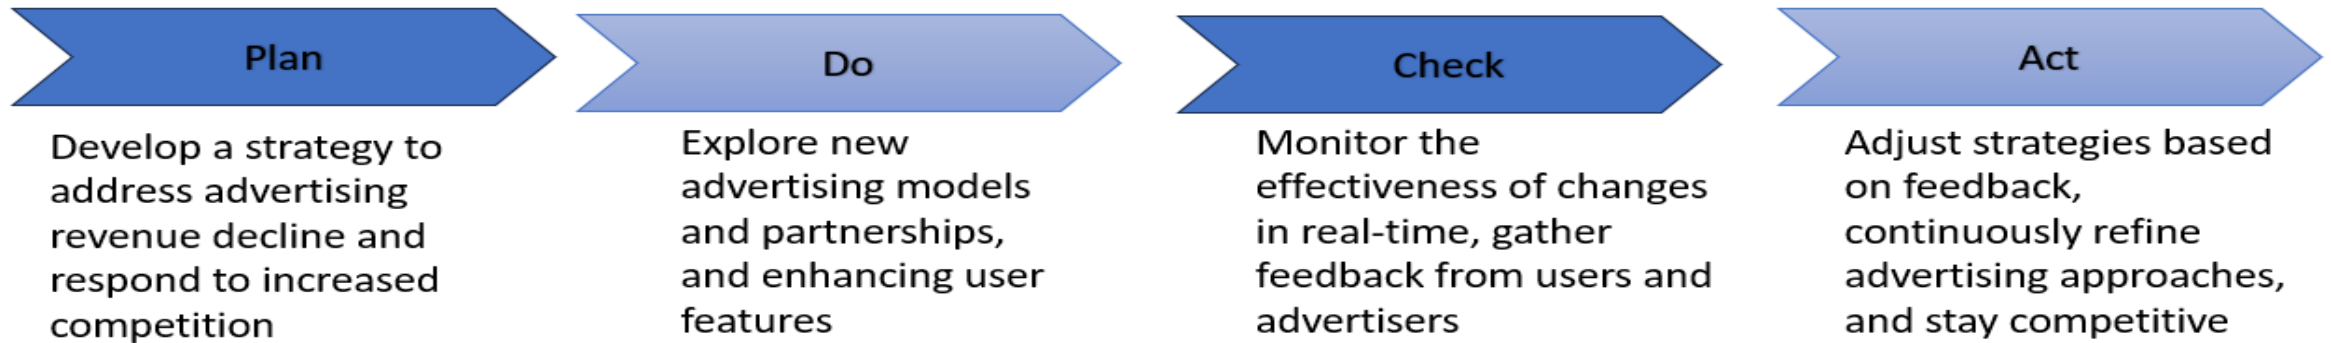 Plan
Develop a strategy to
address advertising
revenue decline and
respond to increased
competition
Do
Explore new
advertising models
and partnerships,
and enhancing user
features
Check
Monitor the
effectiveness of changes
in real-time, gather
feedback from users and
advertisers
Act
Adjust strategies based
on feedback,
continuously refine
advertising approaches,
and stay competitive